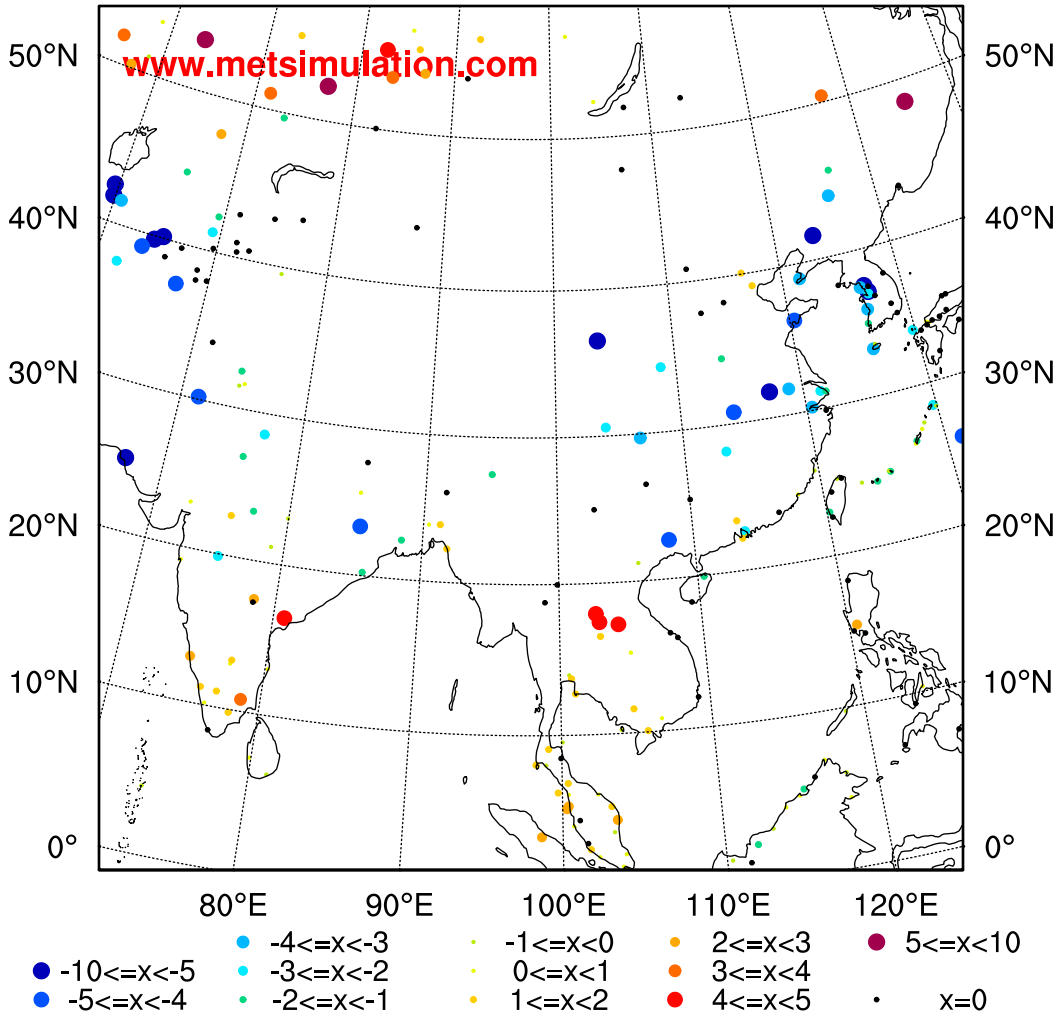 50°N 50°N
www.metsimulation.com
40°N 40°N
30°N 30°N
20°N 20°N
10°N 10°N
0° 0°
80°E 90°E 100°E 110°E 120°E
-4<=x<-3 -1<=x<0 2<=x<3 5<=x<10
-10<=x<-5 -3<=x<-2 0<=x<1 3<=x<4
-5<=x<-4 -2<=x<-1 1<=x<2 4<=x<5 x=0